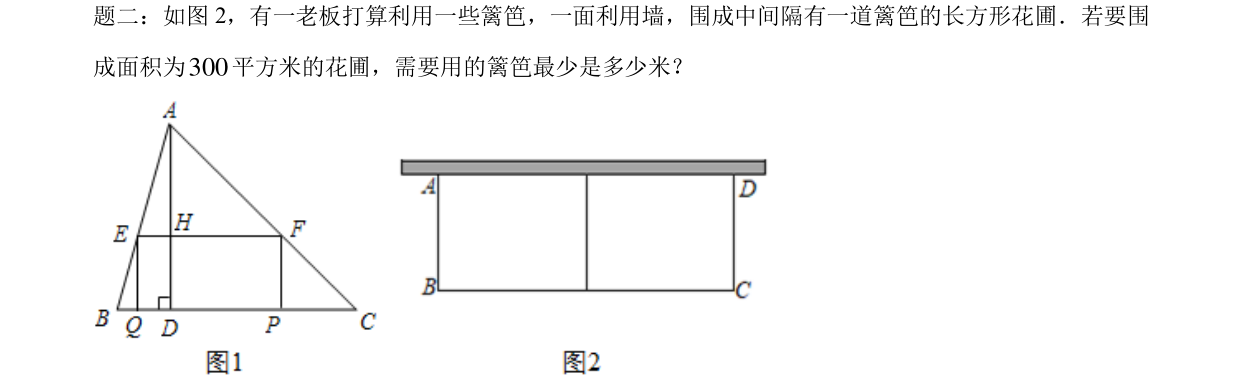 题二：如图 2，有一老板打算利用一些篱笆，一面利用墙，围成中间隔有一道篱笆的长方形花圃．若要围
成面积为300平方米的花圃，需要用的篱笆最少是多少米？
A
A
D
E
H
F
B
Q
D
P
C
B
C
图1
图2